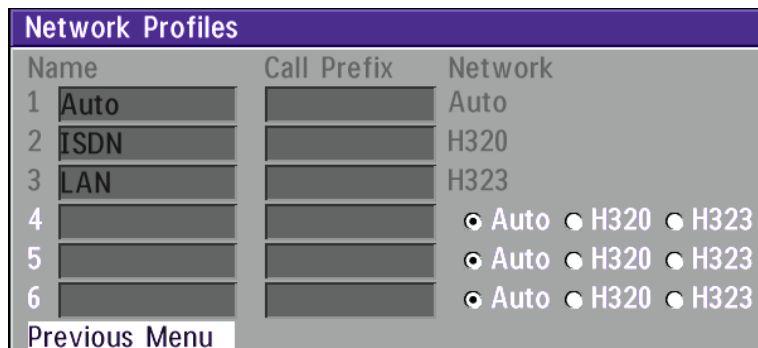 Network Profiles
Name Call Prefix Network
1 Auto Auto
2 ISDN H320
3 LAN H323
4 Auto H320 H323
5 Auto H320 H323
6 Auto H320 H323
Previous Menu